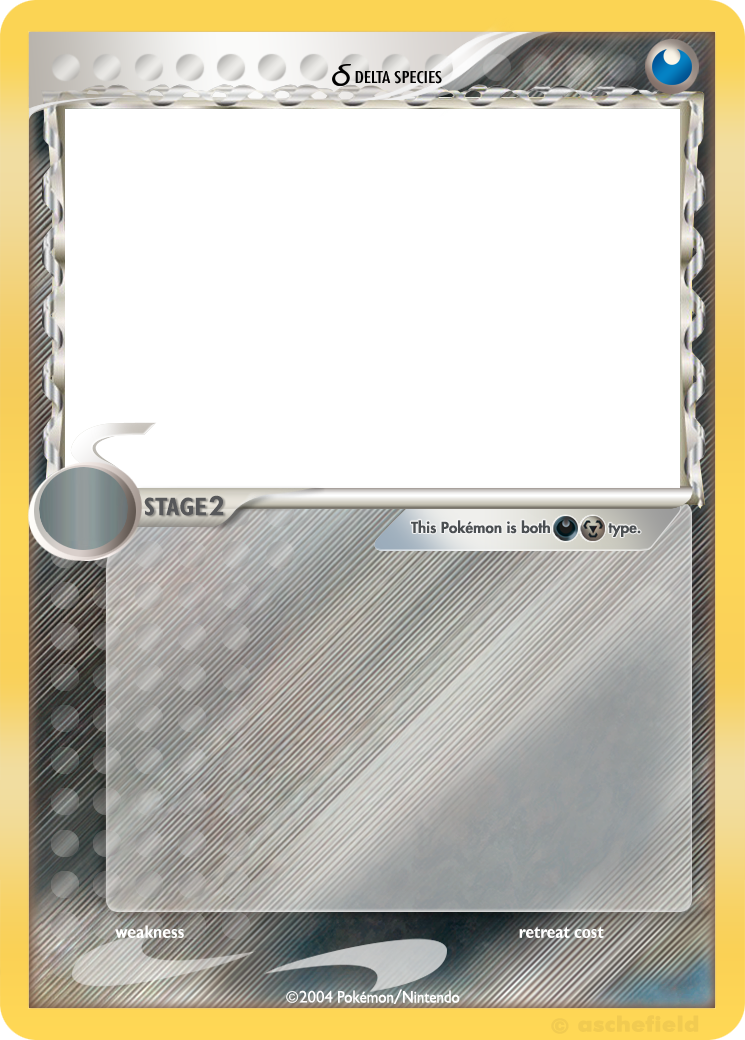 δ DELTA SPECIES
STAGE2
This Pokémon is both type.
weakness retreat cost
©2004 Pokémon/Nintendo
© aschefield